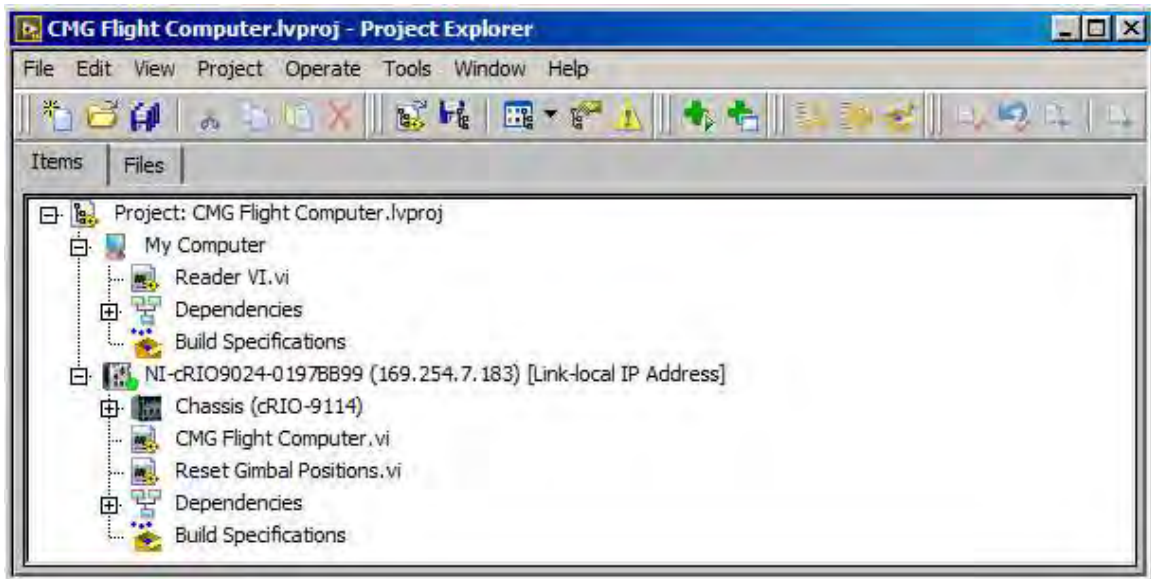 CMG Flight Computer.lvproj - Project Explorer
File Edit View Project Operate Tools Window Help
Items Files
Project: CMG Flight Computer.lvproj
My Computer
Reader VI.vi
Dependencies
Build Specifications
NI-cRIO9024-0197BB99 (169.254.7.183) [Link-local IP Address]
Chassis (cRIO-9114)
CMG Flight Computer.vi
Reset Gimbal Positions.vi
Dependencies
Build Specifications